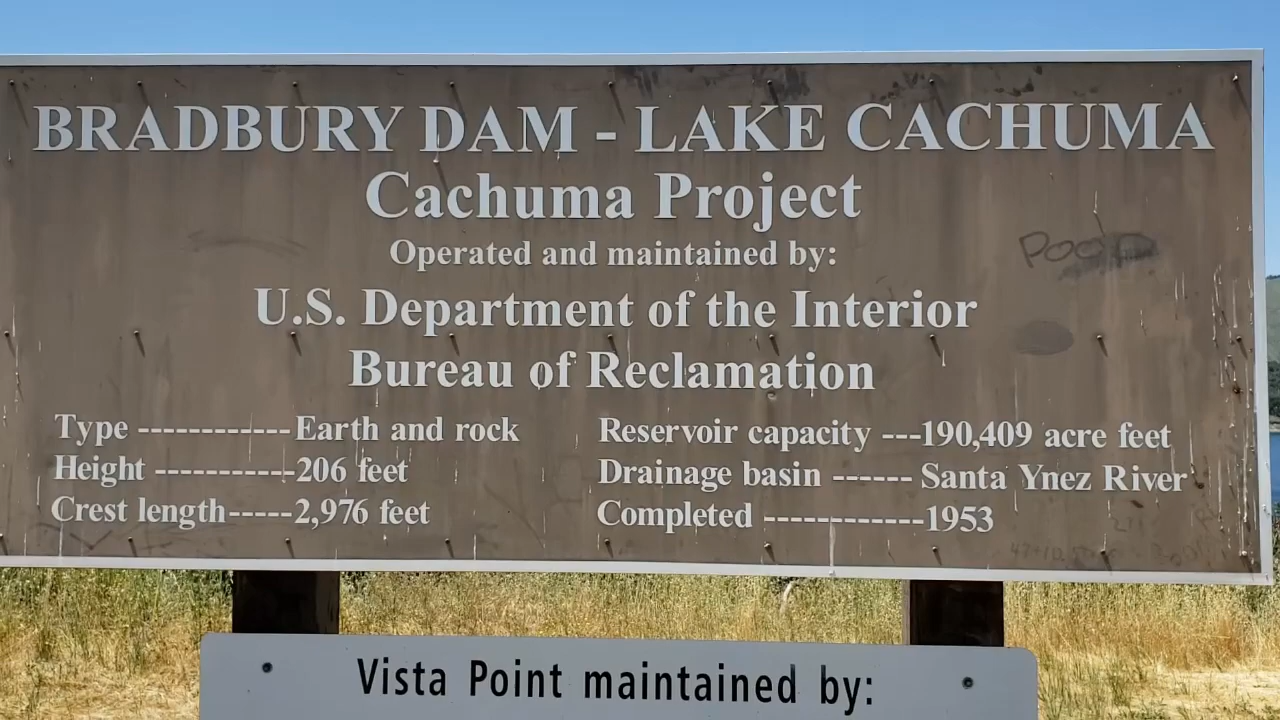 BRADBURY DAM - LAKE CACHUMA
Cachuma Project
Operated and maintained by:
U.S. Department of the Interior
Bureau of Reclamation
Type ------------Earth and rock
Height -----------206 feet
Crest length-----2,976 feet
Reservoir capacity ---190,409 acre feet
Drainage basin ------ Santa Ynez River
Completed ------------1953
POOP
Vista Point maintained by: